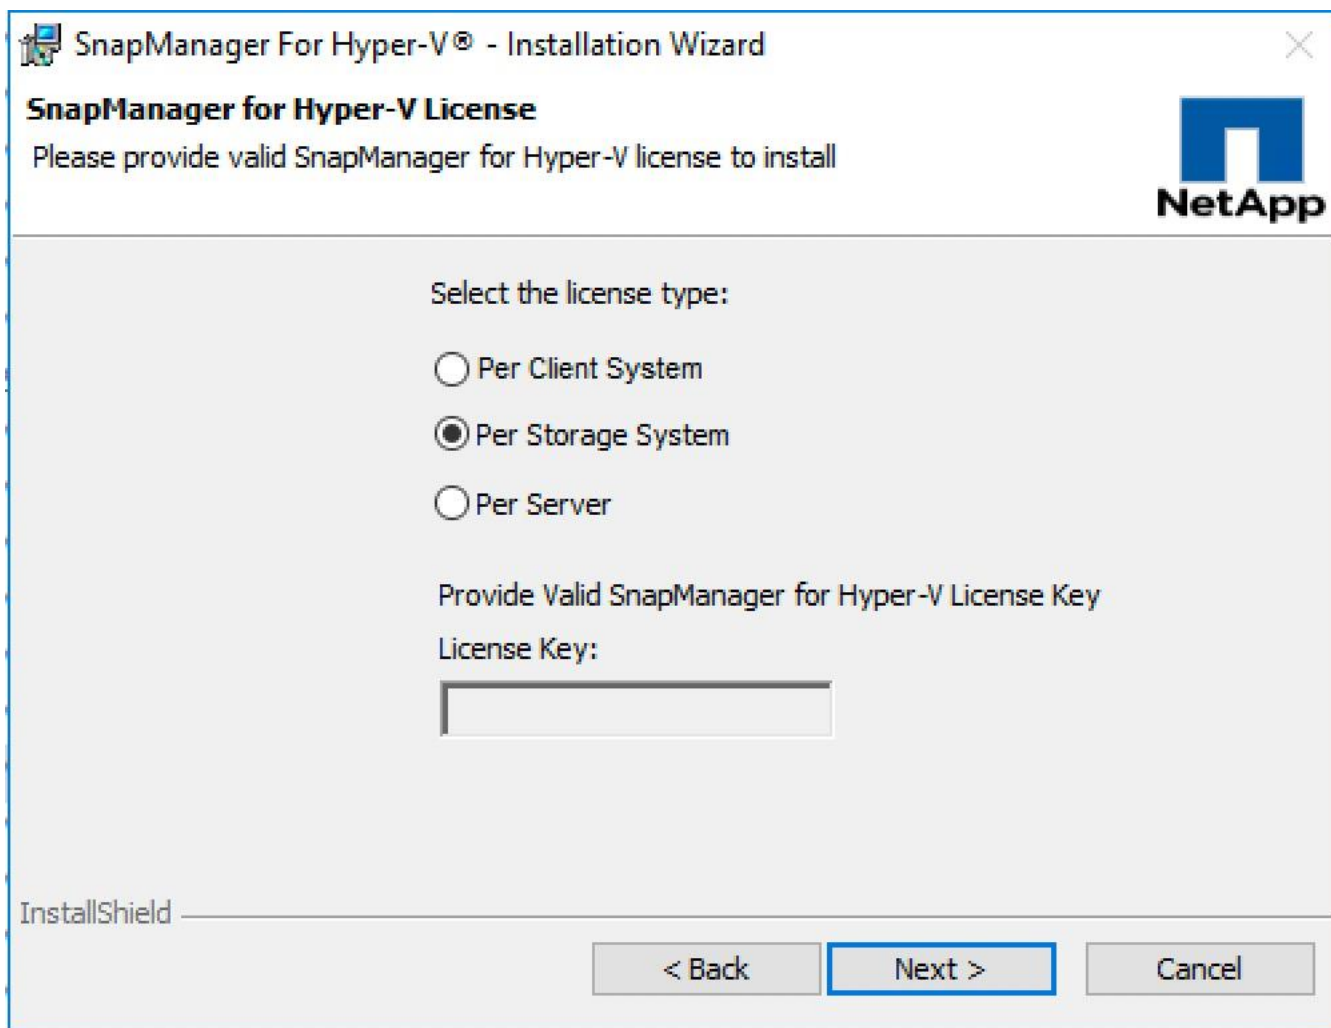 SnapManager For Hyper-V® - Installation Wizard
SnapManager for Hyper-V License
Please provide valid SnapManager for Hyper-V license to install
NetApp
Select the license type:
Per Client System
Per Storage System
Per Server
Provide Valid SnapManager for Hyper-V License Key
License Key:
InstallShield
< Back
Next >
Cancel